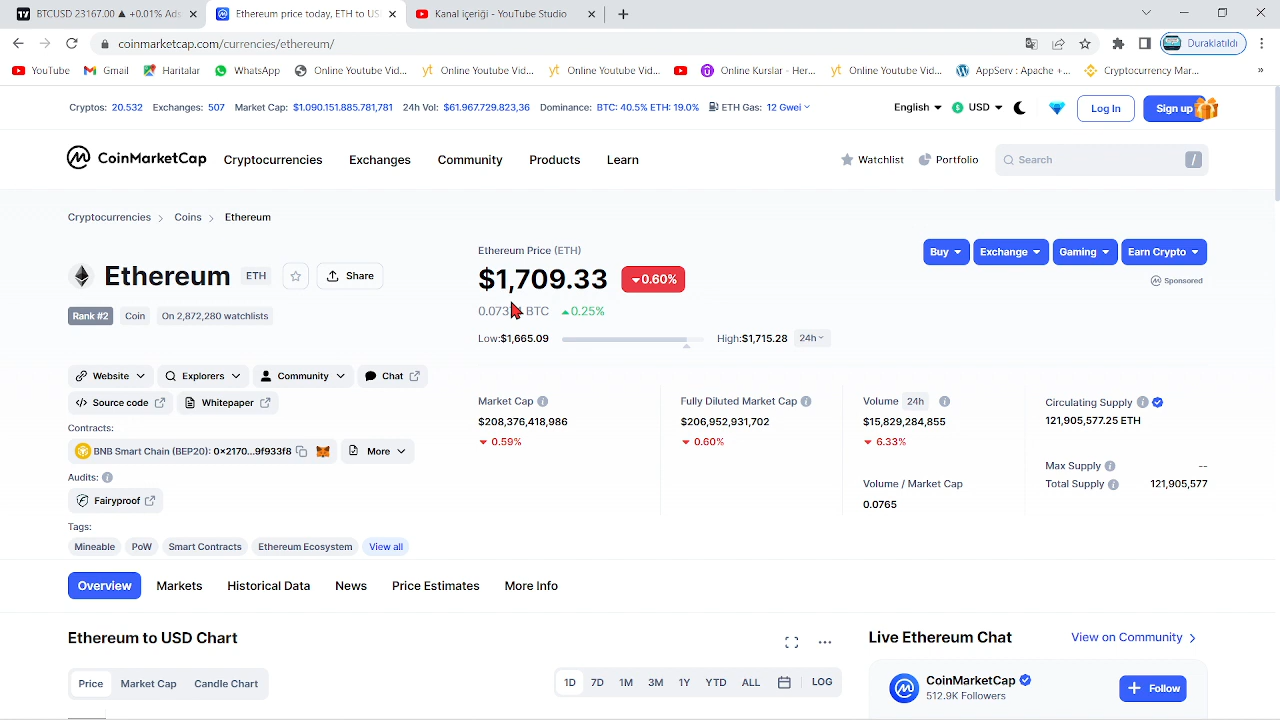 BTCUSD 23167.00 ▲ +0.01% Ads
Ethereum price today, ETH to US
Kanal içeriği - YouTube Studio
coinmarketcap.com/currencies/ethereum/
Duraklatıldı
YouTube
Gmail
Haritalar
WhatsApp
Online Youtube Vid...
Online Youtube Vid...
Online Youtube Vid...
Online Kurslar - Her...
Online Youtube Vid...
AppServ : Apache +...
Cryptocurrency Mar...
»
Cryptos: 20.532 Exchanges: 507 Market Cap: $1.090.151.885.781,781 24h Vol: $61.967.729.823,36 Dominance: BTC: 40.5% ETH: 19.0% ETH Gas: 12 Gwei
English USD Log In Sign up
CoinMarketCap Cryptocurrencies Exchanges Community Products Learn
Watchlist Portfolio Search /
Cryptocurrencies > Coins > Ethereum
Ethereum ETH Share
Rank #2 Coin On 2,872,280 watchlists
Ethereum Price (ETH)
$1,709.33 0.60%
BTC 0.25%
Low:$1,665.09 High:$1,715.28 24h
Buy Exchange Gaming Earn Crypto
Sponsored
Website Explorers Community Chat
Source code Whitepaper
Contracts:
BNB Smart Chain (BEP20): 0x2170...9f933f8 More
Audits:
Fairyproof
Tags:
Mineable PoW Smart Contracts Ethereum Ecosystem View all
Market Cap
$208,376,418,986
0.59%
Fully Diluted Market Cap
$206,952,931,702
0.60%
Volume 24h
$15,829,284,855
6.33%
Volume / Market Cap
0.0765
Circulating Supply
121,905,577.25 ETH
Max Supply --
Total Supply 121,905,577
Overview Markets Historical Data News Price Estimates More Info
Ethereum to USD Chart
Price Market Cap Candle Chart
1D 7D 1M 3M 1Y YTD ALL LOG
Live Ethereum Chat View on Community >
CoinMarketCap
512.9K Followers
+ Follow